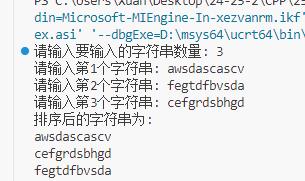 PS C:\Users\Xuan\Desktop\24-25-2\CPP\25
din=Microsoft-MIEngine-In-xezvanrm.ikf'
ex.asi' '--dbgExe=D:\msys64\ucrt64\bin\
请输入要输入的字符串数量: 3
请输入第1个字符串: awsdascascv
请输入第2个字符串: fegtdfbvsda
请输入第3个字符串: cefgrdsbhgd
排序后的字符串为:
awsdascascv
cefgrdsbhgd
fegtdfbvsda